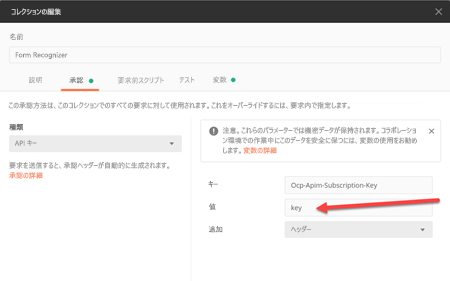 コレクションの編集
名前
Form Recognizer
説明 承認 要求前スクリプト テスト 変数
この承認方法は、このコレクションでのすべての要求に対して使用されます。これをオーバーライドするには、要求内で指定します。
種類
API キー
要求を送信すると、承認ヘッダーが自動的に生成されます。
承認の詳細
注意。これらのパラメーターでは機密データが保持されます。コラボレーシ
ョン環境での作業中にこのデータを安全に保つには、変数の使用をお勧
めします。変数の詳細
キー Ocp-Apim-Subscription-Key
値 key
追加 ヘッダー